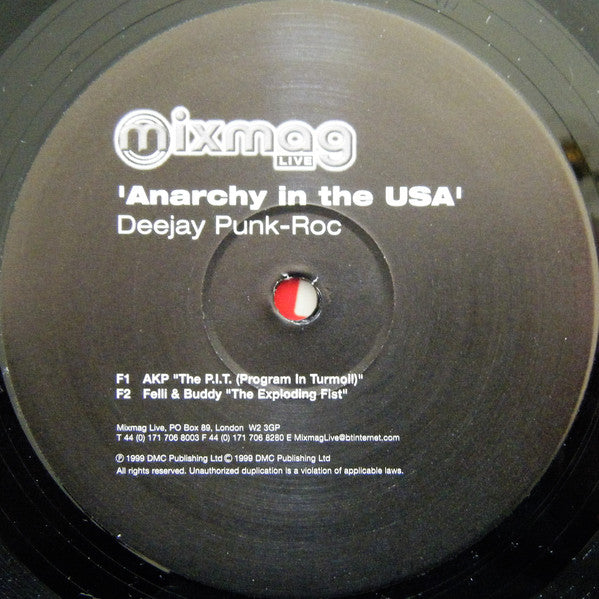 mixmag
LIVE
'Anarchy in the USA'
Deejay Punk-Roc
F1 AKP "The P.I.T. (Program In Turmoil)"
F2 Felli & Buddy "The Exploding Fist"
Mixmag Live, PO Box 89, London W2 3GP
T 44 (0) 171 706 8003 F 44 (0) 171 706 8280 E MixmagLive@btinternet.com
℗ 1999 DMC Publishing Ltd © 1999 DMC Publishing Ltd
All rights reserved. Unauthorized duplication is a violation of applicable laws.